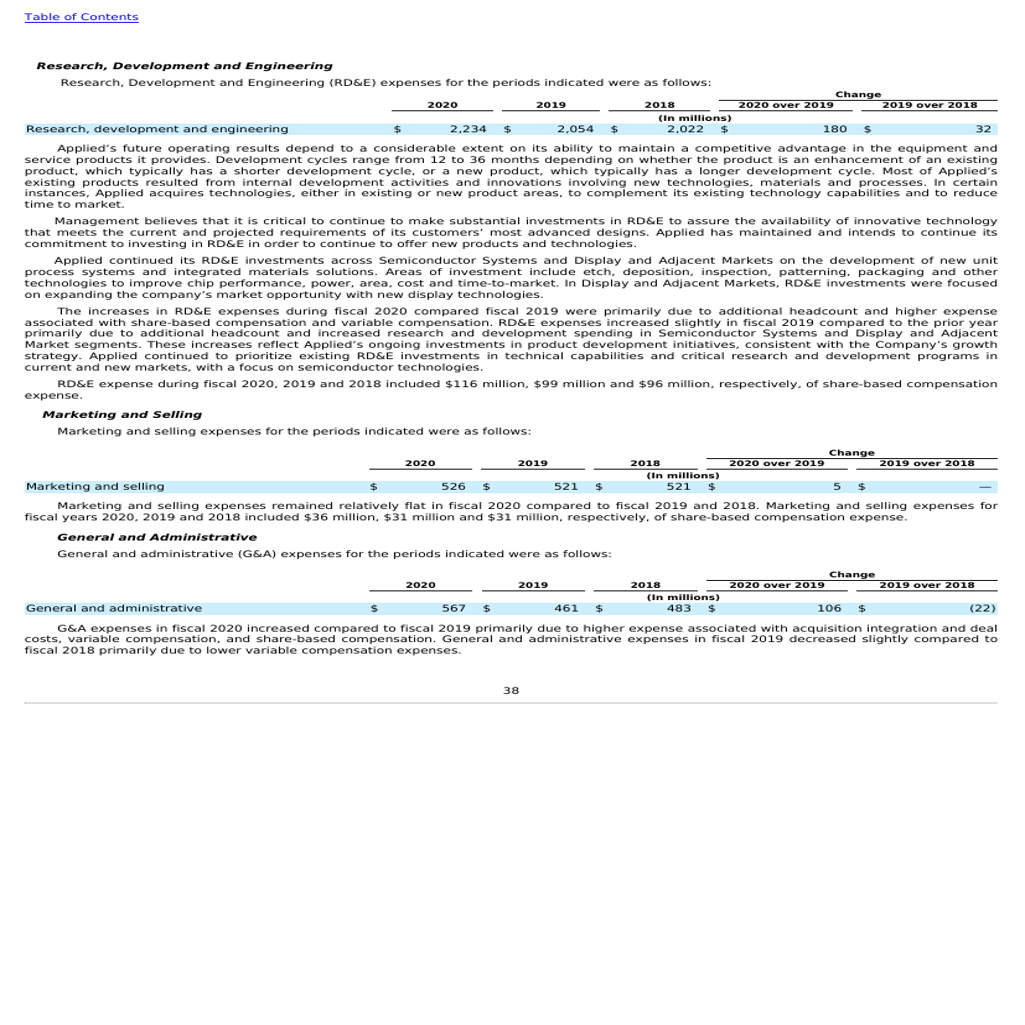 Table of Contents
Research, Development and Engineering
Research, Development and Engineering (RD&E) expenses for the periods indicated were as follows:
Change
2020 2019 2018 2020 over 2019 2019 over 2018
(In millions)
Research, development and engineering $ 2,234 $ 2,054 $ 2,022 $ 180 $ 32
Applied’s future operating results depend to a considerable extent on its ability to maintain a competitive advantage in the equipment and
service products it provides. Development cycles range from 12 to 36 months depending on whether the product is an enhancement of an existing
product, which typically has a shorter development cycle, or a new product, which typically has a longer development cycle. Most of Applied’s
existing products resulted from internal development activities and innovations involving new technologies, materials and processes. In certain
instances, Applied acquires technologies, either in existing or new product areas, to complement its existing technology capabilities and to reduce
time to market.
Management believes that it is critical to continue to make substantial investments in RD&E to assure the availability of innovative technology
that meets the current and projected requirements of its customers’ most advanced designs. Applied has maintained and intends to continue its
commitment to investing in RD&E in order to continue to offer new products and technologies.
Applied continued its RD&E investments across Semiconductor Systems and Display and Adjacent Markets on the development of new unit
process systems and integrated materials solutions. Areas of investment include etch, deposition, inspection, patterning, packaging and other
technologies to improve chip performance, power, area, cost and time-to-market. In Display and Adjacent Markets, RD&E investments were focused
on expanding the company’s market opportunity with new display technologies.
The increases in RD&E expenses during fiscal 2020 compared fiscal 2019 were primarily due to additional headcount and higher expense
associated with share-based compensation and variable compensation. RD&E expenses increased slightly in fiscal 2019 compared to the prior year
primarily due to additional headcount and increased research and development spending in Semiconductor Systems and Display and Adjacent
Market segments. These increases reflect Applied’s ongoing investments in product development initiatives, consistent with the Company’s growth
strategy. Applied continued to prioritize existing RD&E investments in technical capabilities and critical research and development programs in
current and new markets, with a focus on semiconductor technologies.
RD&E expense during fiscal 2020, 2019 and 2018 included $116 million, $99 million and $96 million, respectively, of share-based compensation
expense.
Marketing and Selling
Marketing and selling expenses for the periods indicated were as follows:
Change
2020 2019 2018 2020 over 2019 2019 over 2018
(In millions)
Marketing and selling $ 526 $ 521 $ 521 $ 5 $ —
Marketing and selling expenses remained relatively flat in fiscal 2020 compared to fiscal 2019 and 2018. Marketing and selling expenses for
fiscal years 2020, 2019 and 2018 included $36 million, $31 million and $31 million, respectively, of share-based compensation expense.
General and Administrative
General and administrative (G&A) expenses for the periods indicated were as follows:
Change
2020 2019 2018 2020 over 2019 2019 over 2018
(In millions)
General and administrative $ 567 $ 461 $ 483 $ 106 $ (22)
G&A expenses in fiscal 2020 increased compared to fiscal 2019 primarily due to higher expense associated with acquisition integration and deal
costs, variable compensation, and share-based compensation. General and administrative expenses in fiscal 2019 decreased slightly compared to
fiscal 2018 primarily due to lower variable compensation expenses.
38